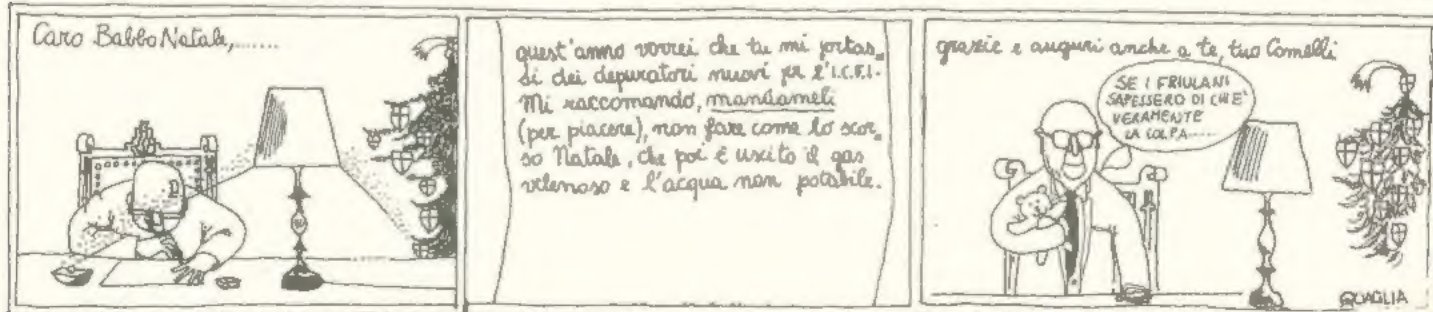 Caro Babbo Natale,.......
quest'anno vorrei che tu mi portas=
si dei depuratori nuovi per l'I.C.F.I.
Mi raccomando, mandameli
(per piacere), non fare come lo scor=
so Natale, che poi è uscito il gas
velenoso e l'acqua non potabile.
grazie e auguri anche a te, tuo Comelli
SE I FRIULANI
SAPESSERO DI CHI E'
VERAMENTE
LA COLPA.....
QUAGLIA